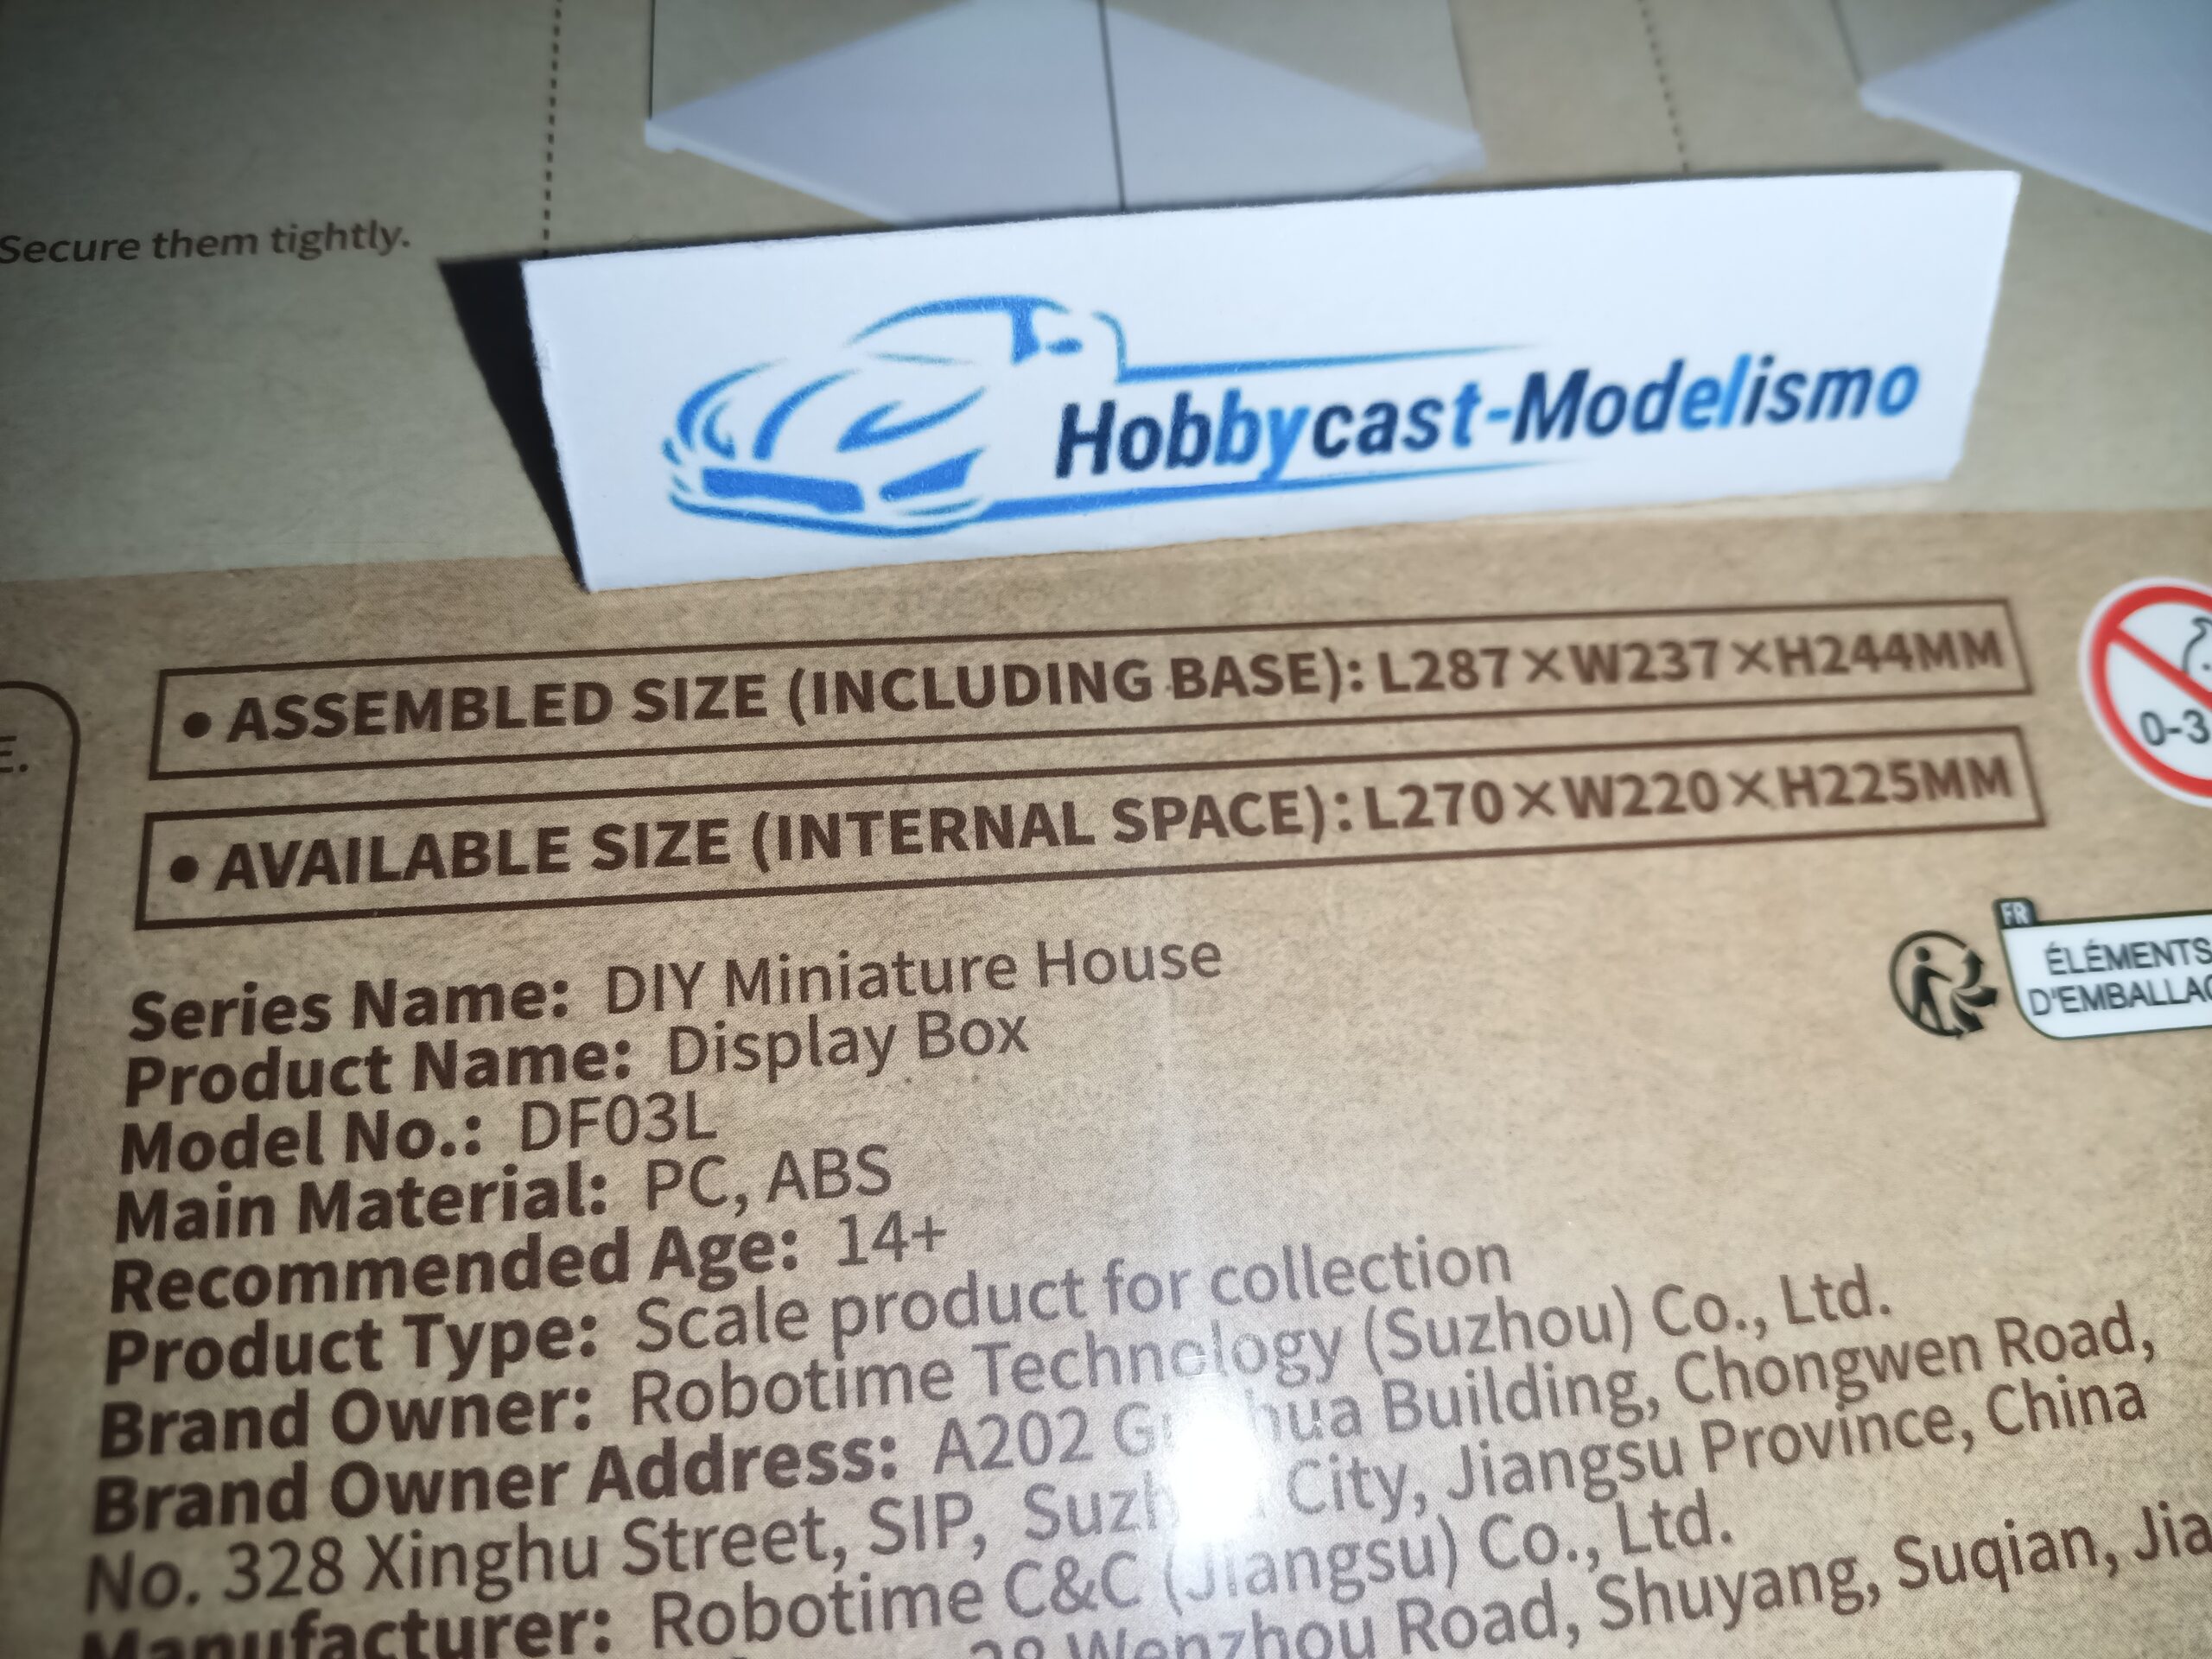 Secure them tightly.
Hobbycast-Modelismo
• ASSEMBLED SIZE (INCLUDING BASE): L287×W237×H244MM
• AVAILABLE SIZE (INTERNAL SPACE): L270×W220×H225MM
E.
0-3
FR
ÉLÉMENTS
Series Name: DIY Miniature House
Product Name: Display Box
Model No.: DF03L
Main Material: PC, ABS
Recommended Age: 14+
Product Type: Scale product for collection
Brand Owner: Robotime Technology (Suzhou) Co., Ltd.
Brand Owner Address: A202 Building, Chongwen Road,
No. 328 Xinghu Street, SIP, City, Jiangsu Province, China
Manufacturer: Robotime C&C (Jiangsu) Co., Ltd.
Wenzhou Road, Shuyang, Suqian,